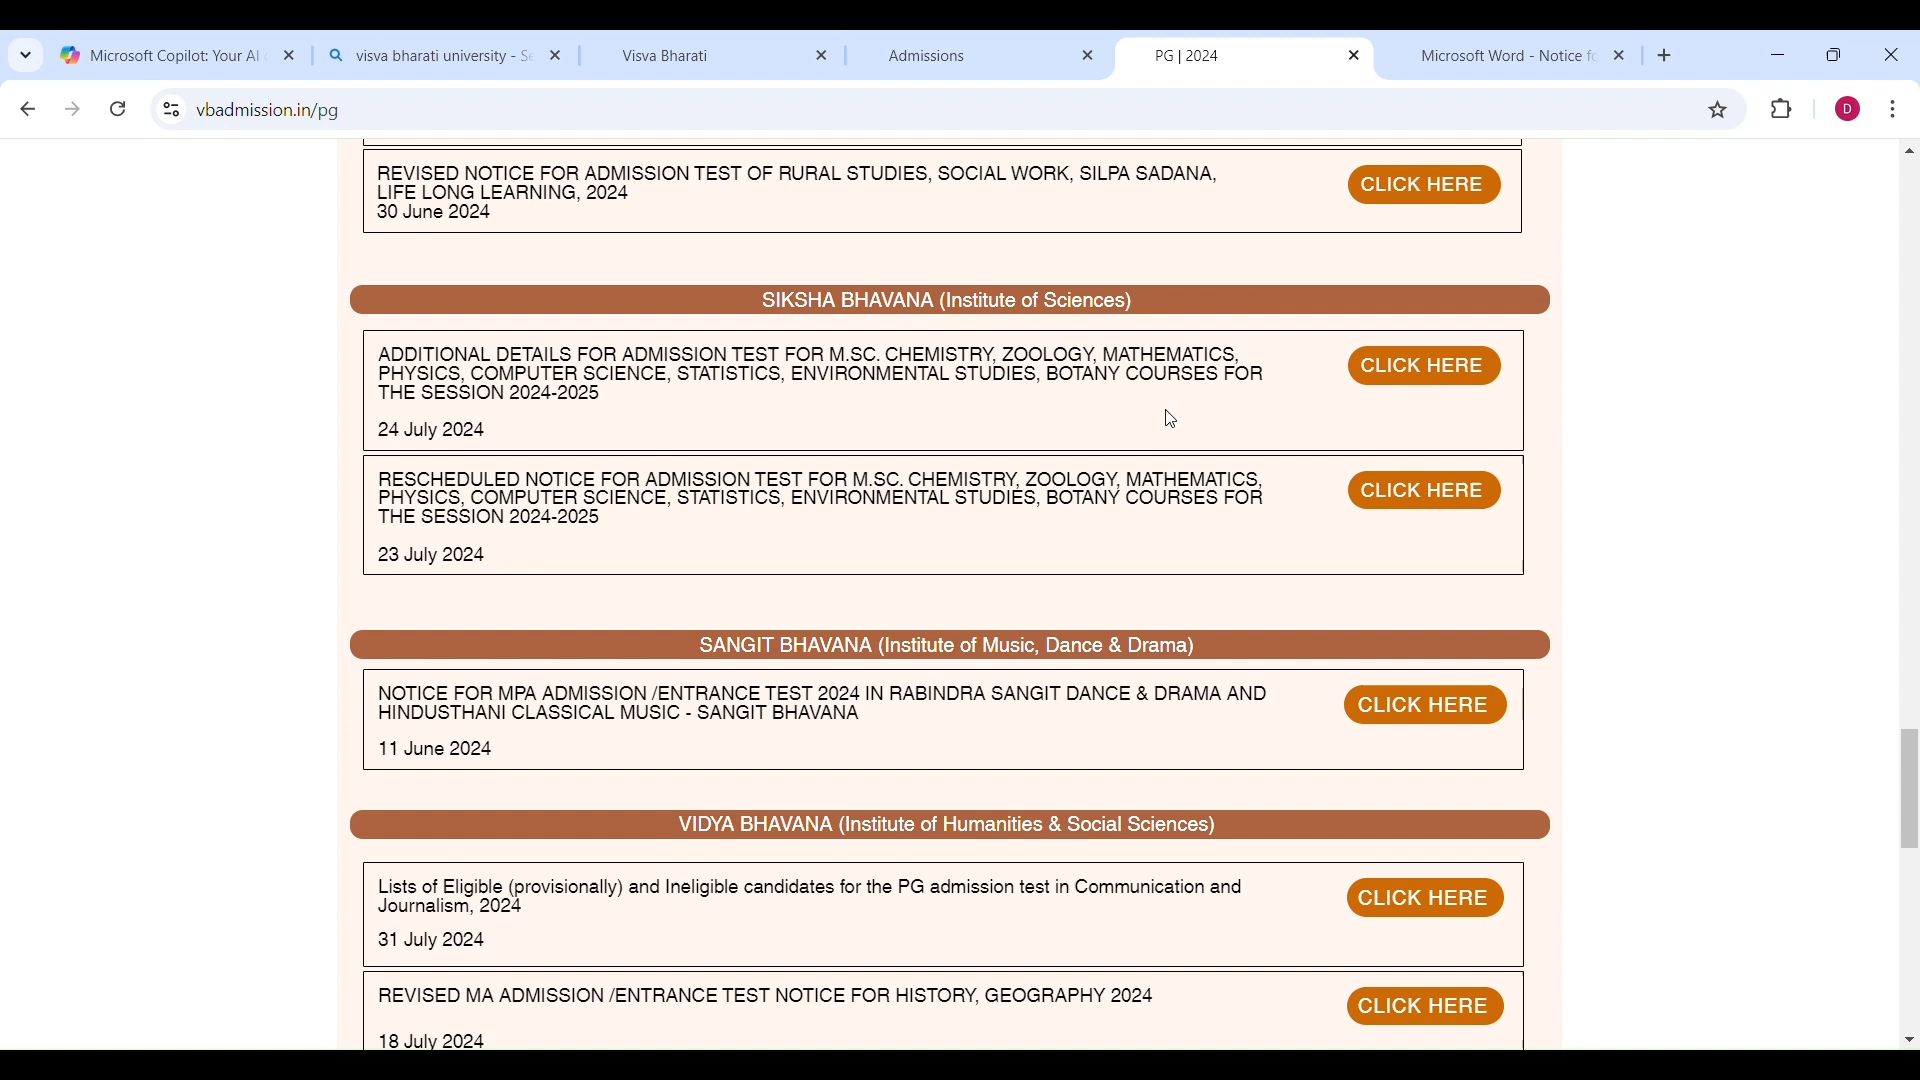 Microsoft Copilot: Your AI
visva bharati university - Se
Visva Bharati
Admissions
PG | 2024
Microsoft Word - Notice fo
vbadmission.in/pg
D
REVISED NOTICE FOR ADMISSION TEST OF RURAL STUDIES, SOCIAL WORK, SILPA SADANA,
LIFE LONG LEARNING, 2024
30 June 2024
CLICK HERE
SIKSHA BHAVANA (Institute of Sciences)
ADDITIONAL DETAILS FOR ADMISSION TEST FOR M.SC. CHEMISTRY, ZOOLOGY, MATHEMATICS,
PHYSICS, COMPUTER SCIENCE, STATISTICS, ENVIRONMENTAL STUDIES, BOTANY COURSES FOR
THE SESSION 2024-2025
24 July 2024
CLICK HERE
RESCHEDULED NOTICE FOR ADMISSION TEST FOR M.SC. CHEMISTRY, ZOOLOGY, MATHEMATICS,
PHYSICS, COMPUTER SCIENCE, STATISTICS, ENVIRONMENTAL STUDIES, BOTANY COURSES FOR
THE SESSION 2024-2025
23 July 2024
CLICK HERE
SANGIT BHAVANA (Institute of Music, Dance & Drama)
NOTICE FOR MPA ADMISSION /ENTRANCE TEST 2024 IN RABINDRA SANGIT DANCE & DRAMA AND
HINDUSTHANI CLASSICAL MUSIC - SANGIT BHAVANA
11 June 2024
CLICK HERE
VIDYA BHAVANA (Institute of Humanities & Social Sciences)
Lists of Eligible (provisionally) and Ineligible candidates for the PG admission test in Communication and
Journalism, 2024
31 July 2024
CLICK HERE
REVISED MA ADMISSION /ENTRANCE TEST NOTICE FOR HISTORY, GEOGRAPHY 2024
18 July 2024
CLICK HERE